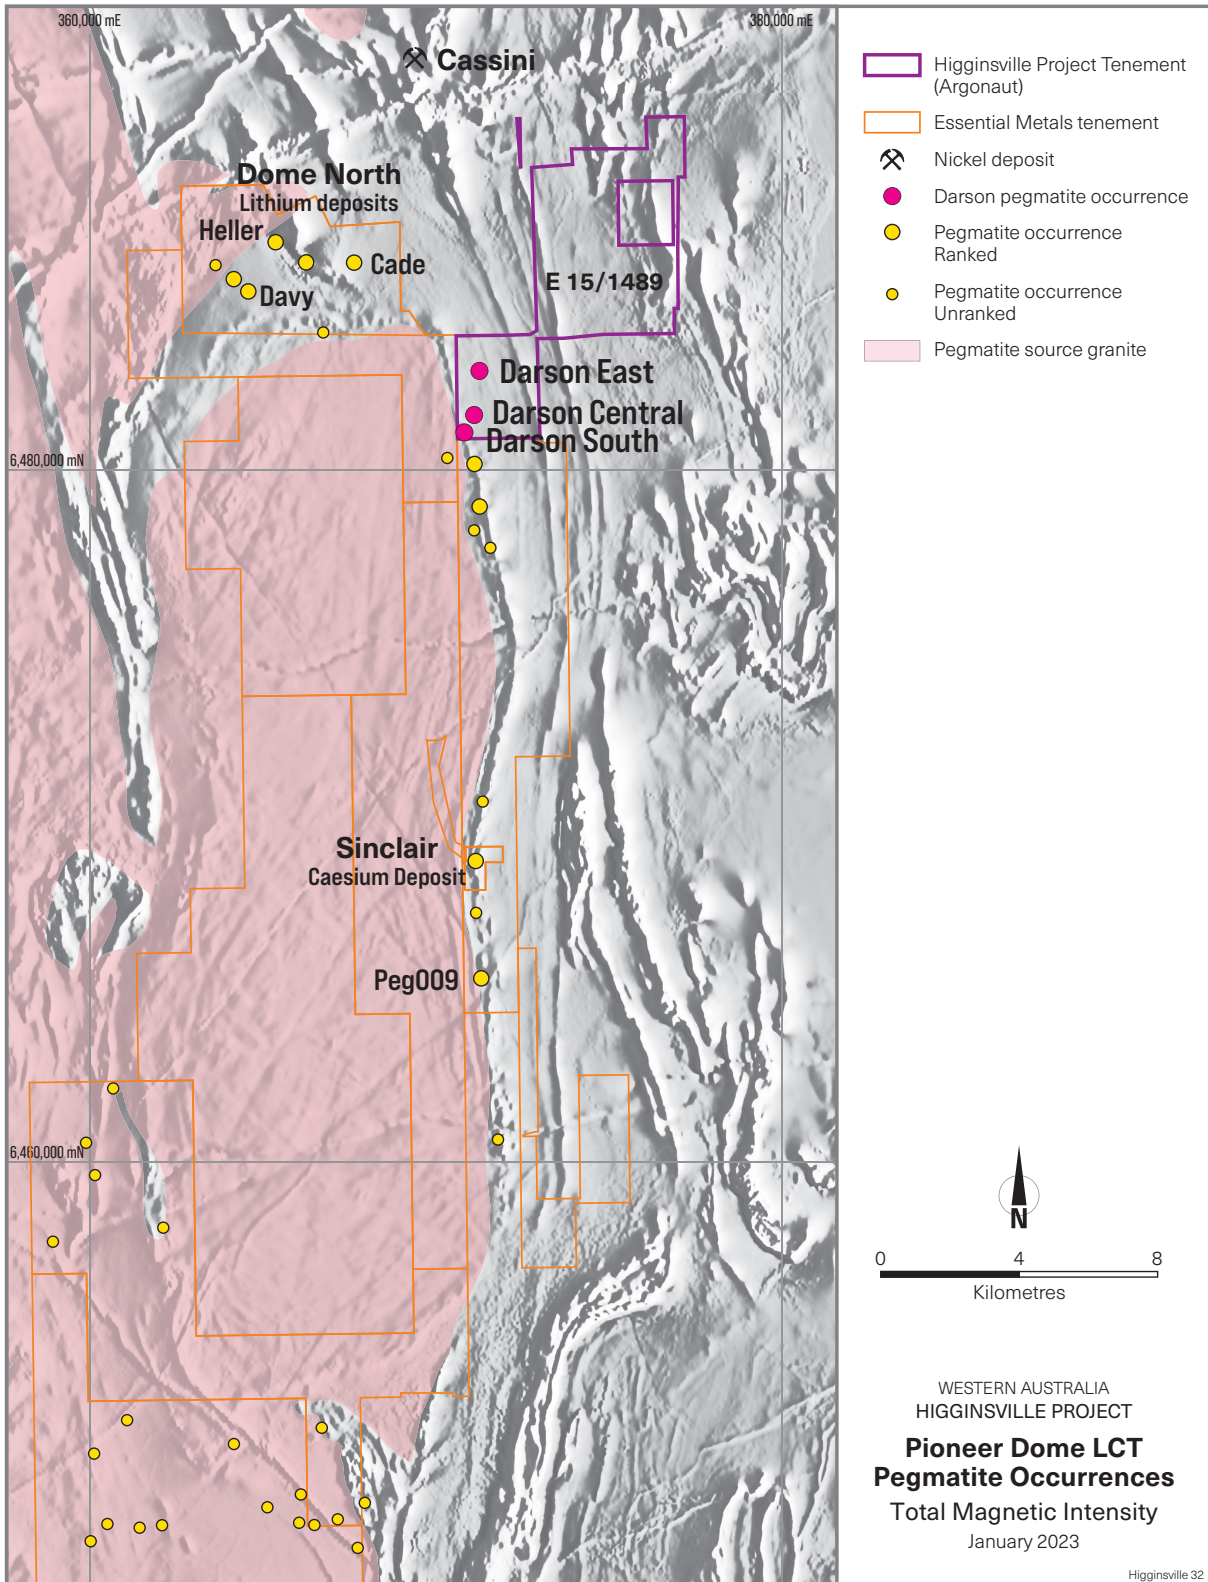 360,000 mE
380,000 mE
Cassini
Dome North
Lithium deposits
Heller
Cade
Davy
E 15/1489
Darson East
Darson Central
Darson South
6,480,000 mN
Sinclair
Caesium Deposit
Peg009
6,460,000 mN
Higginsville Project Tenement
(Argonaut)
Essential Metals tenement
Nickel deposit
Darson pegmatite occurrence
Pegmatite occurrence
Ranked
Pegmatite occurrence
Unranked
Pegmatite source granite
N
0 4 8
Kilometres
WESTERN AUSTRALIA
HIGGINSVILLE PROJECT
Pioneer Dome LCT
Pegmatite Occurrences
Total Magnetic Intensity
January 2023
Higginsville 32